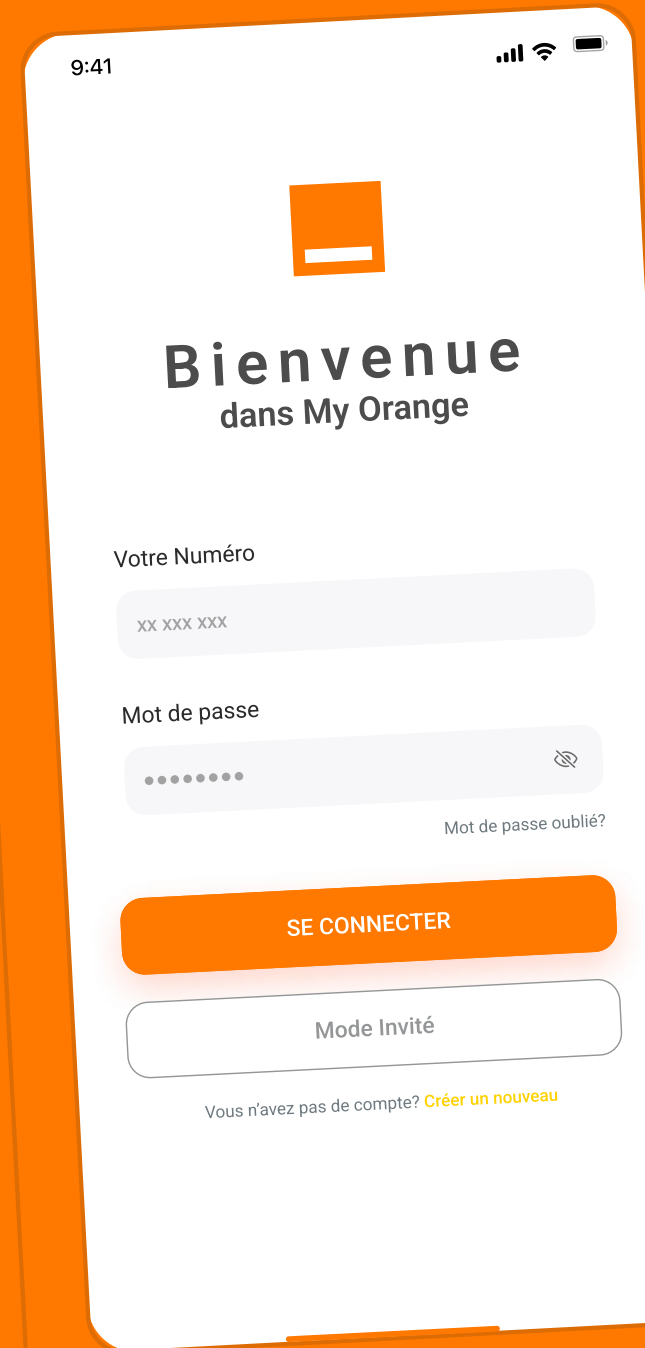 9:41
Bienvenue
dans My Orange
Votre Numéro
xx xxx xxx
Mot de passe
●●●●●●●●
Mot de passe oublié?
SE CONNECTER
Mode Invité
Vous n’avez pas de compte? Créer un nouveau